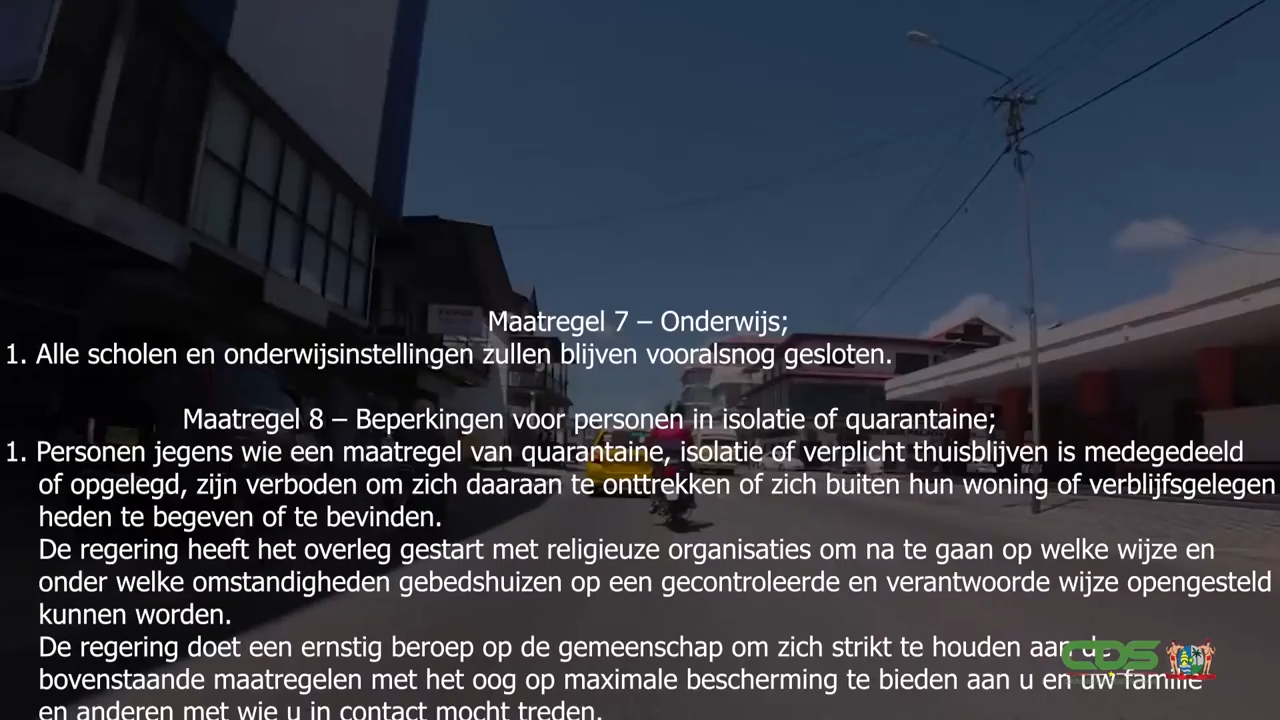 Maatregel 7 – Onderwijs;
1. Alle scholen en onderwijsinstellingen zullen blijven vooralsnog gesloten.
Maatregel 8 – Beperkingen voor personen in isolatie of quarantaine;
1. Personen jegens wie een maatregel van quarantaine, isolatie of verplicht thuisblijven is medegedeeld
of opgelegd, zijn verboden om zich daaraan te onttrekken of zich buiten hun woning of verblijfsgelegen
heden te begeven of te bevinden.
De regering heeft het overleg gestart met religieuze organisaties om na te gaan op welke wijze en
onder welke omstandigheden gebedshuizen op een gecontroleerde en verantwoorde wijze opengesteld
kunnen worden.
De regering doet een ernstig beroep op de gemeenschap om zich strikt te houden aan de
bovenstaande maatregelen met het oog op maximale bescherming te bieden aan u en uw familie
en anderen met wie u in contact mocht treden.
CDS